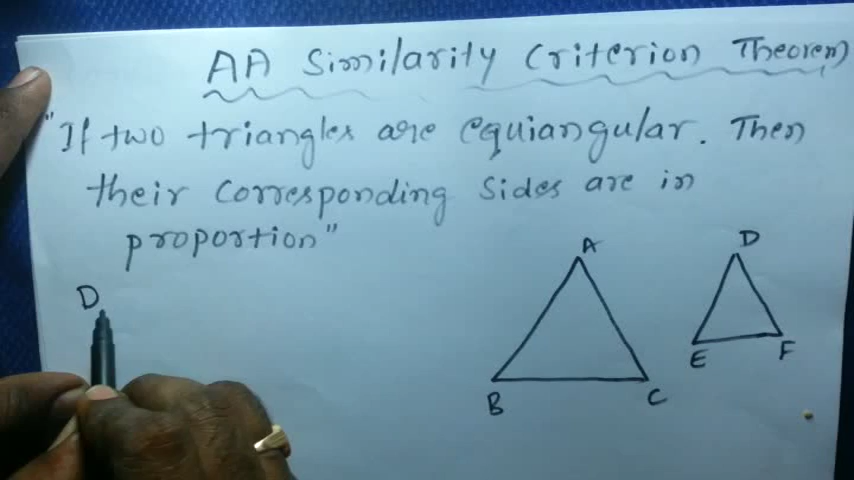 AA Similarity Criterion Theorem
"If two triangles are equiangular. Then
their corresponding sides are in
proportion"
A
D
D
E
F
B
C